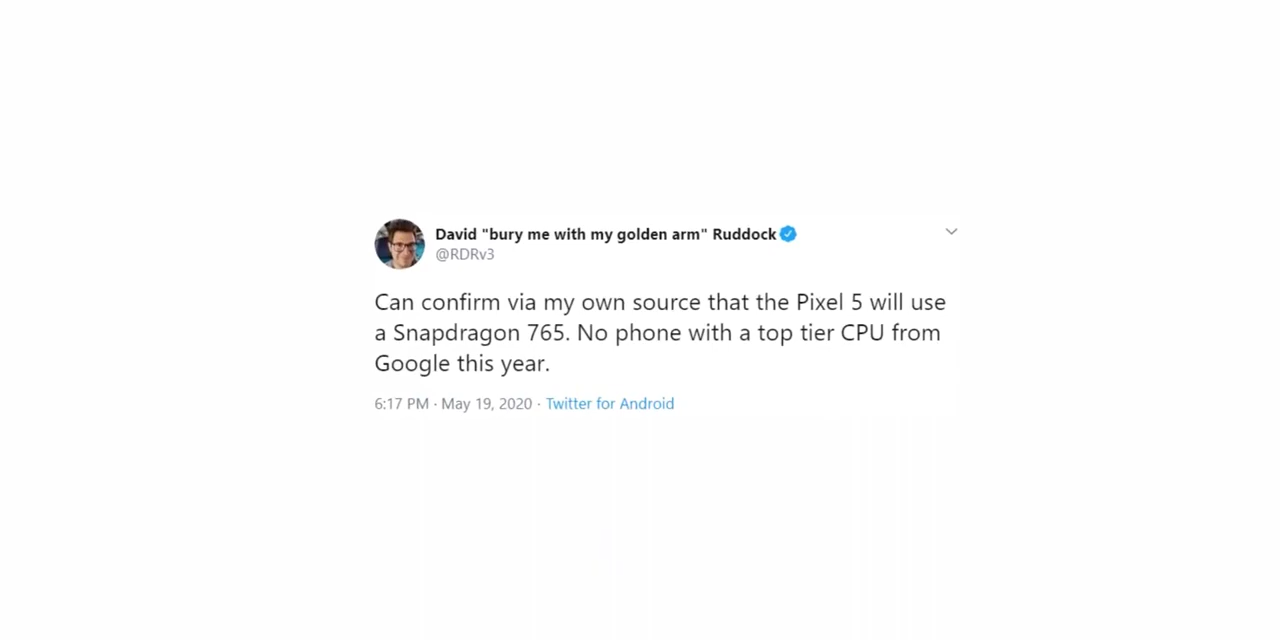 David "bury me with my golden arm" Ruddock
@RDRv3
Can confirm via my own source that the Pixel 5 will use
a Snapdragon 765. No phone with a top tier CPU from
Google this year.
6:17 PM · May 19, 2020 · Twitter for Android